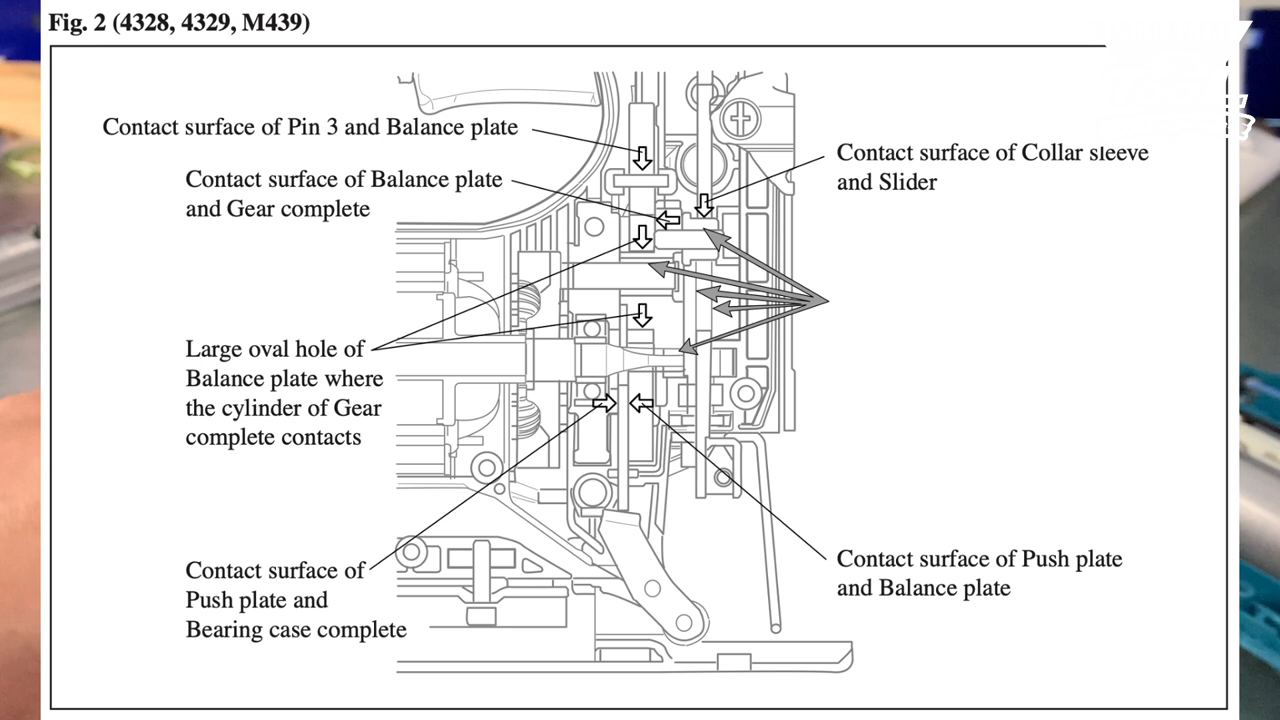 Fig. 2 (4328, 4329, M439)
Contact surface of Pin 3 and Balance plate
Contact surface of Balance plate
and Gear complete
Contact surface of Collar sleeve
and Slider
Large oval hole of
Balance plate where
the cylinder of Gear
complete contacts
Contact surface of
Push plate and
Bearing case complete
Contact surface of Push plate
and Balance plate